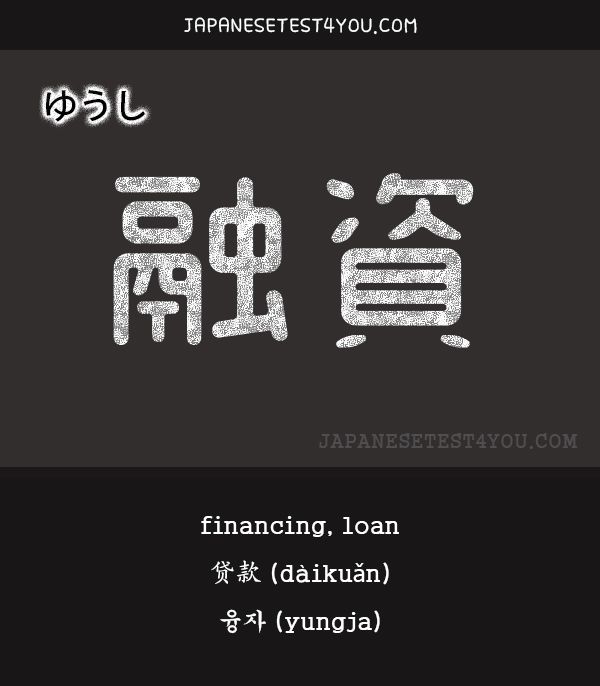 JAPANESETEST4YOU.COM
ゆうし
融資
JAPANESETEST4YOU.COM
financing, loan
贷款 (dàikuǎn)
융자 (yungja)